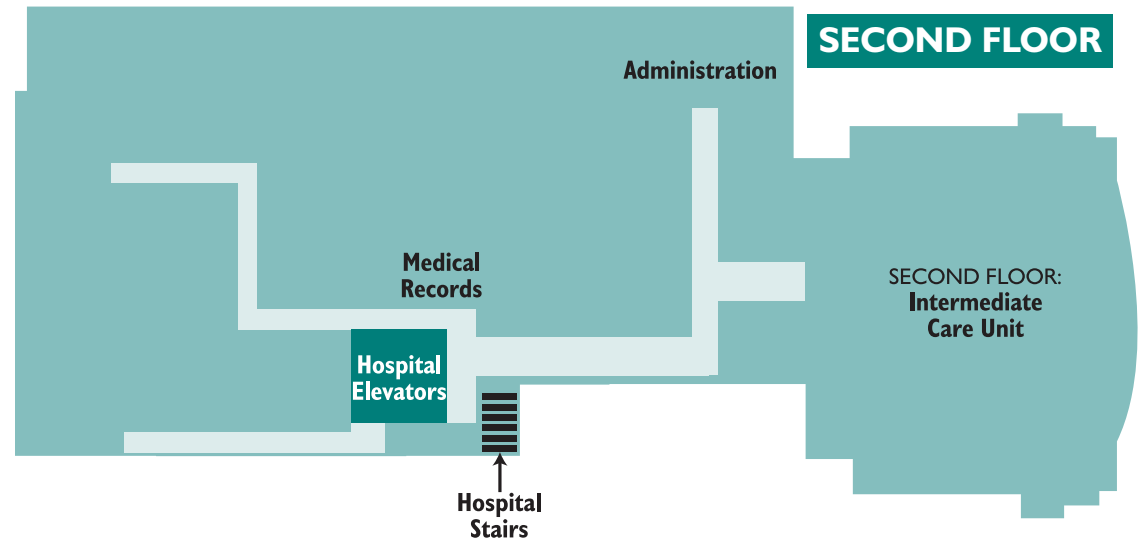 SECOND FLOOR
Administration
Medical
Records
SECOND FLOOR:
Intermediate
Care Unit
Hospital
Elevators
Hospital
Stairs